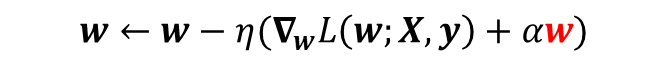 𝒘 ← 𝒘 − 𝜂(𝛁𝒘𝐿(𝒘; 𝑿, 𝒚) + 𝛼𝒘)